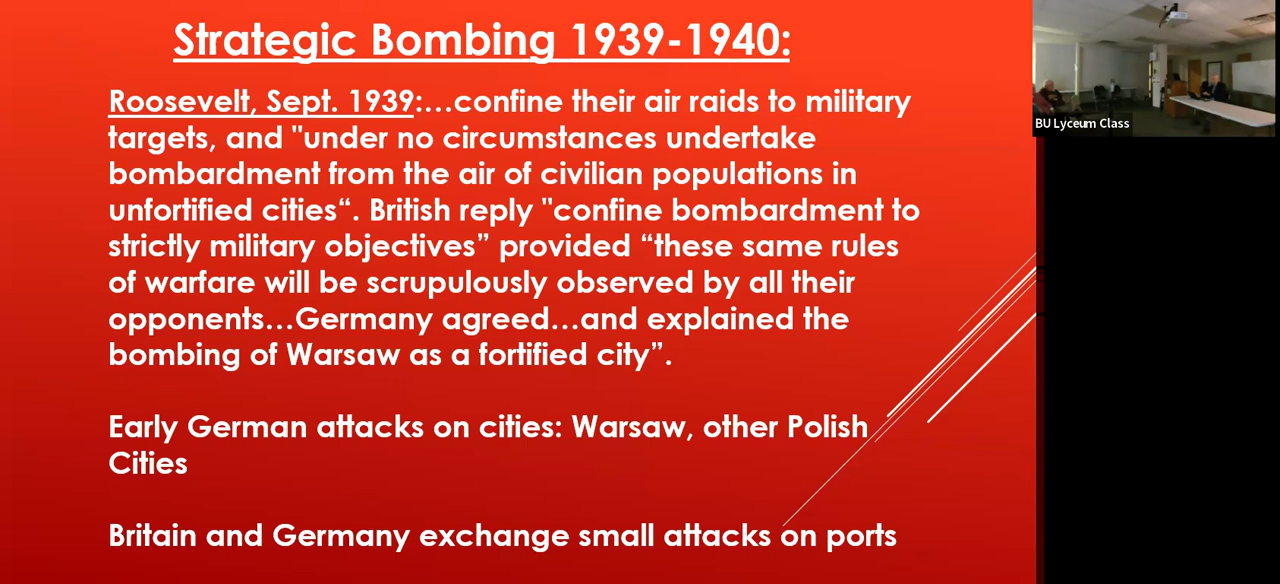 Strategic Bombing 1939-1940:
Roosevelt, Sept. 1939:…confine their air raids to military
targets, and "under no circumstances undertake
bombardment from the air of civilian populations in
unfortified cities“. British reply "confine bombardment to
strictly military objectives” provided “these same rules
of warfare will be scrupulously observed by all their
opponents…Germany agreed…and explained the
bombing of Warsaw as a fortified city”.
Early German attacks on cities: Warsaw, other Polish
Cities
Britain and Germany exchange small attacks on ports
BU Lyceum Class